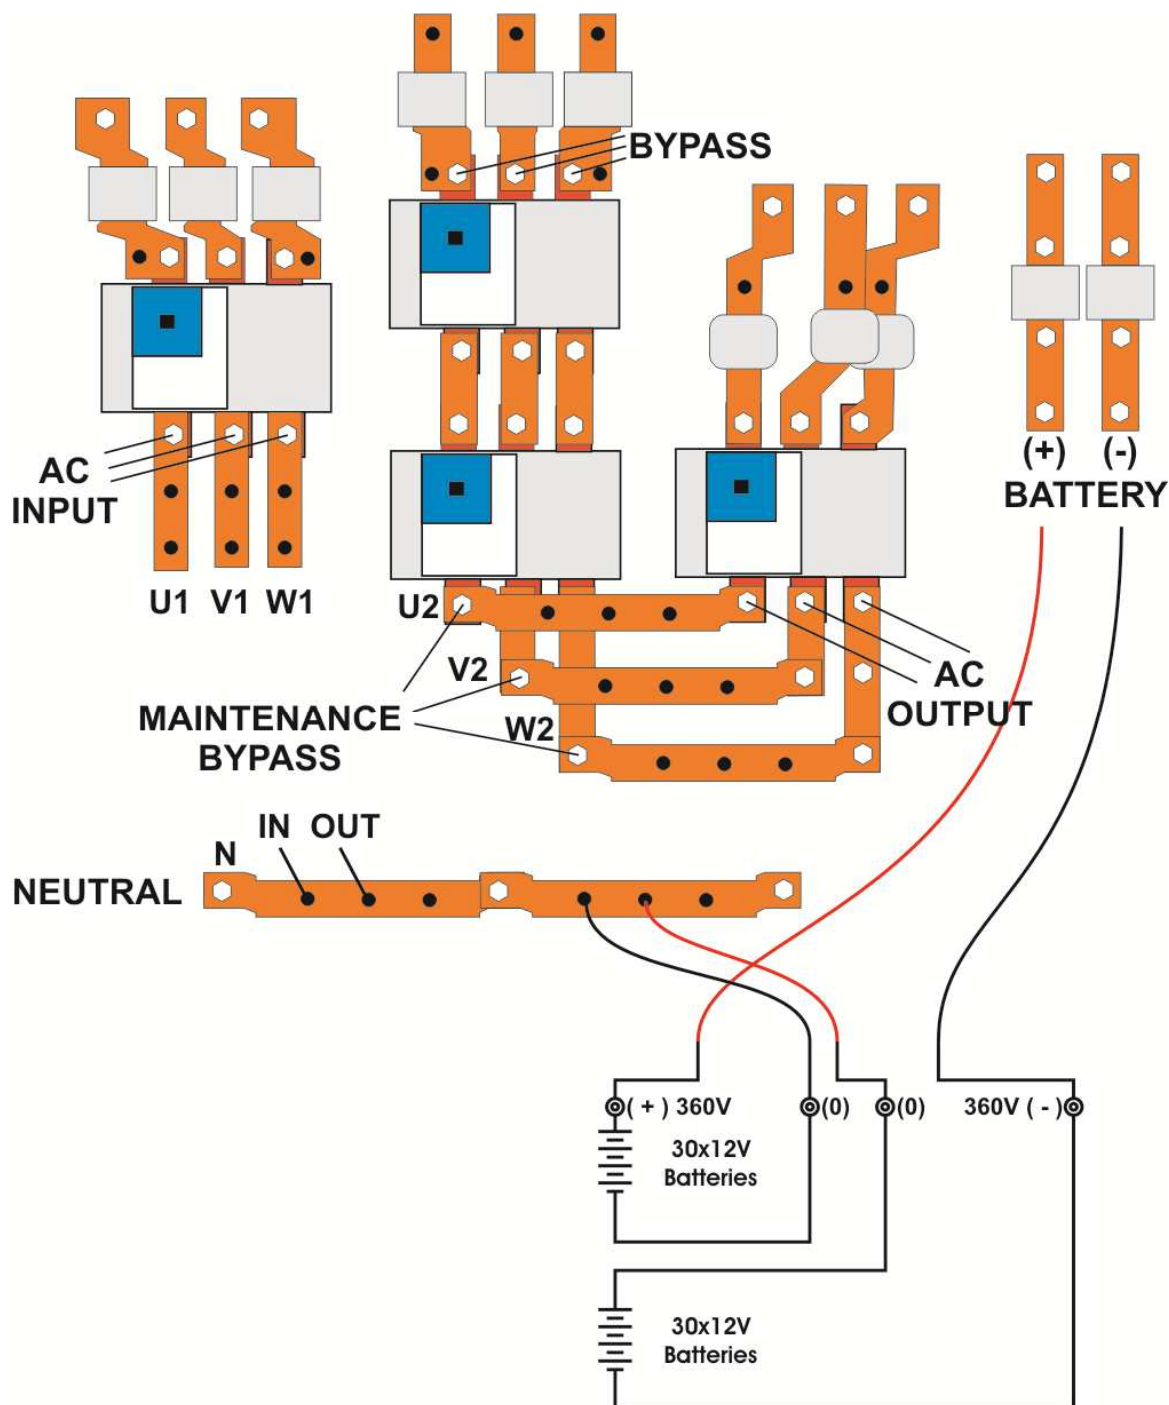 BYPASS
AC
INPUT
U1 V1 W1
(+) (-)
BATTERY
U2
V2
W2
MAINTENANCE
BYPASS
AC
OUTPUT
IN OUT
N
NEUTRAL
( + ) 360V
(0)
(0)
360V ( - )
30x12V
Batteries
30x12V
Batteries